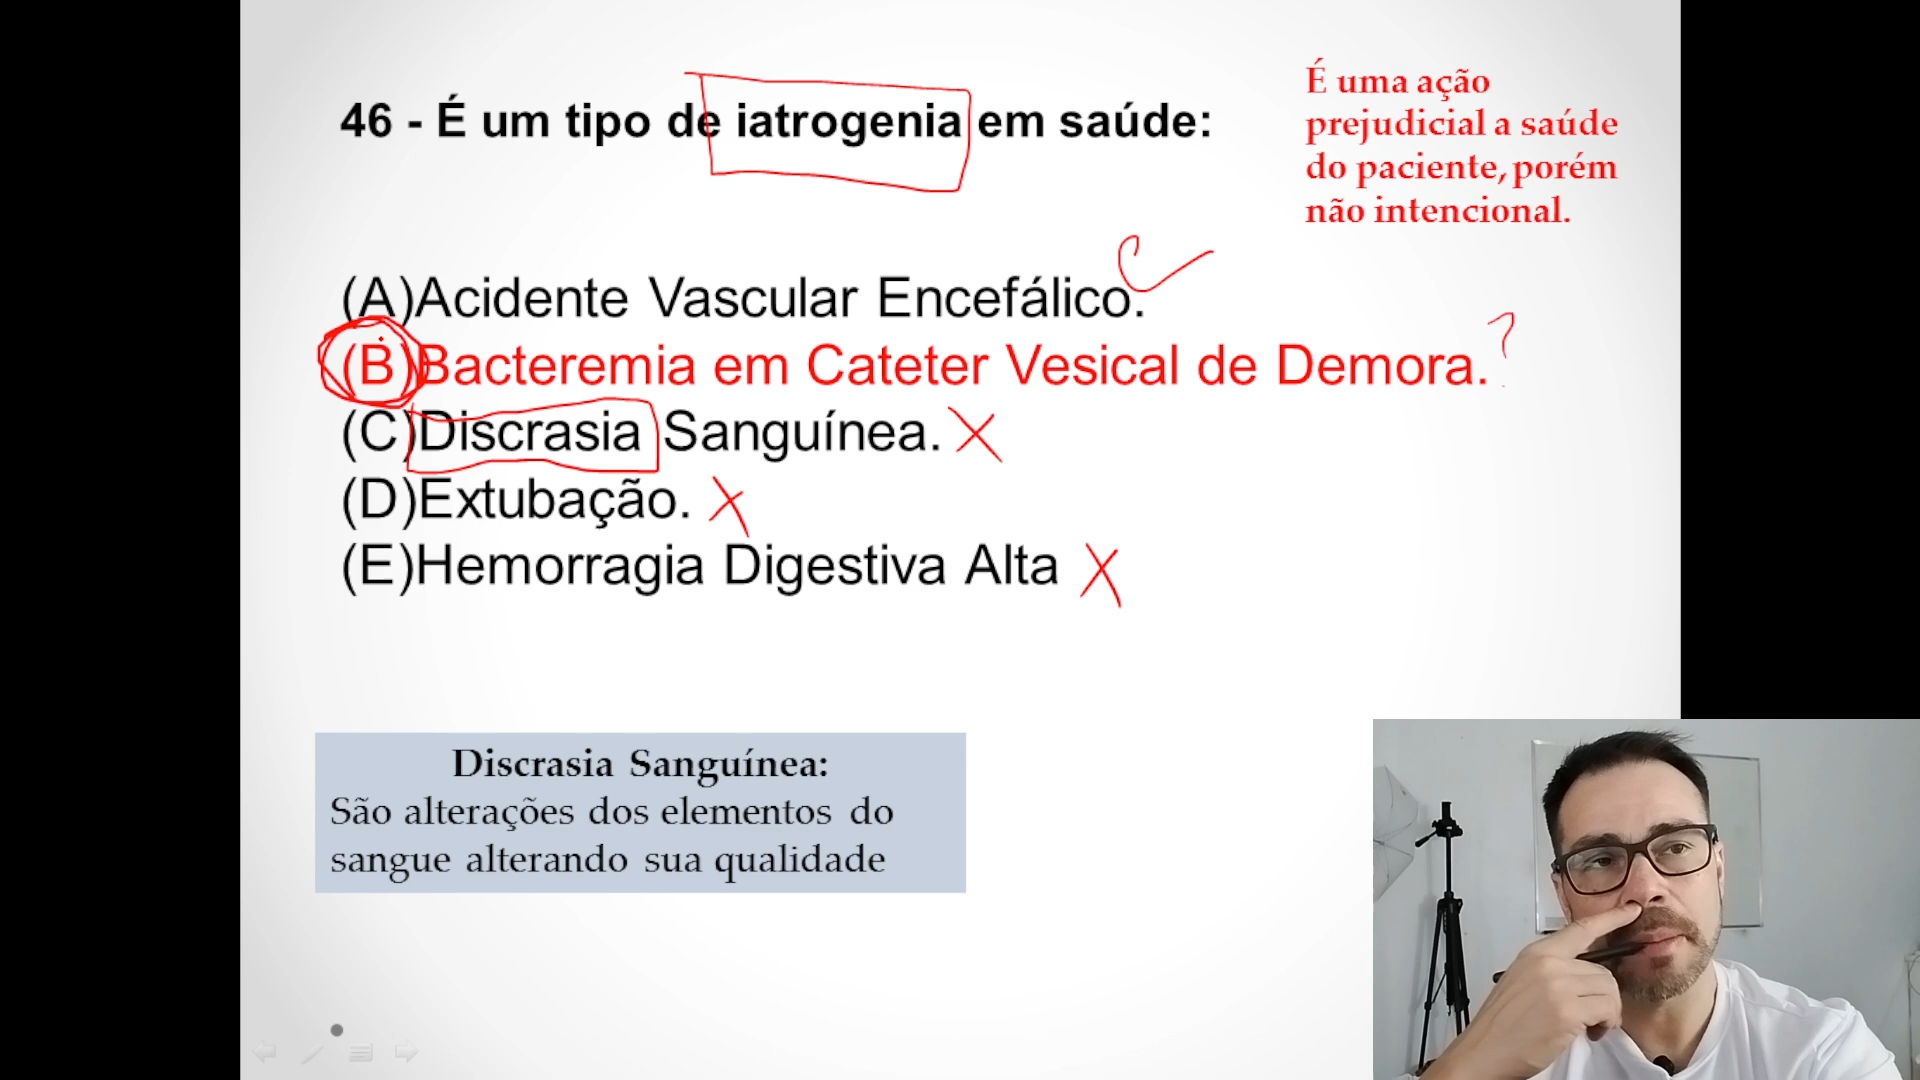 46 - É um tipo de iatrogenia em saúde:
É uma ação
prejudicial a saúde
do paciente, porém
não intencional.
(A)Acidente Vascular Encefálico.
(B)Bacteremia em Cateter Vesical de Demora. ?
(C)Discrasia Sanguínea. X
(D)Extubação. X
(E)Hemorragia Digestiva Alta X
Discrasia Sanguínea:
São alterações dos elementos do
sangue alterando sua qualidade